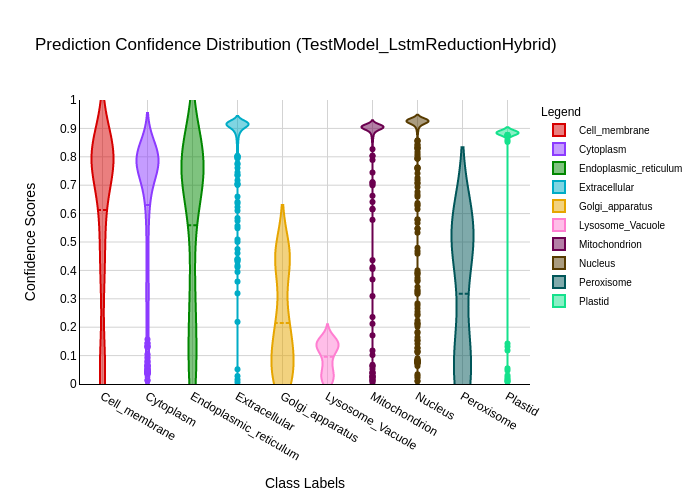 Prediction Confidence Distribution (TestModel_LstmReductionHybrid)
Confidence Scores
1
0.9
0.8
0.7
0.6
0.5
0.4
0.3
0.2
0.1
0
Cell_membrane
Cytoplasm
Endoplasmic_reticulum
Extracellular
Golgi_apparatus
Lysosome_Vacuole
Mitochondrion
Nucleus
Peroxisome
Plastid
Class Labels
Legend
Cell_membrane
Cytoplasm
Endoplasmic_reticulum
Extracellular
Golgi_apparatus
Lysosome_Vacuole
Mitochondrion
Nucleus
Peroxisome
Plastid